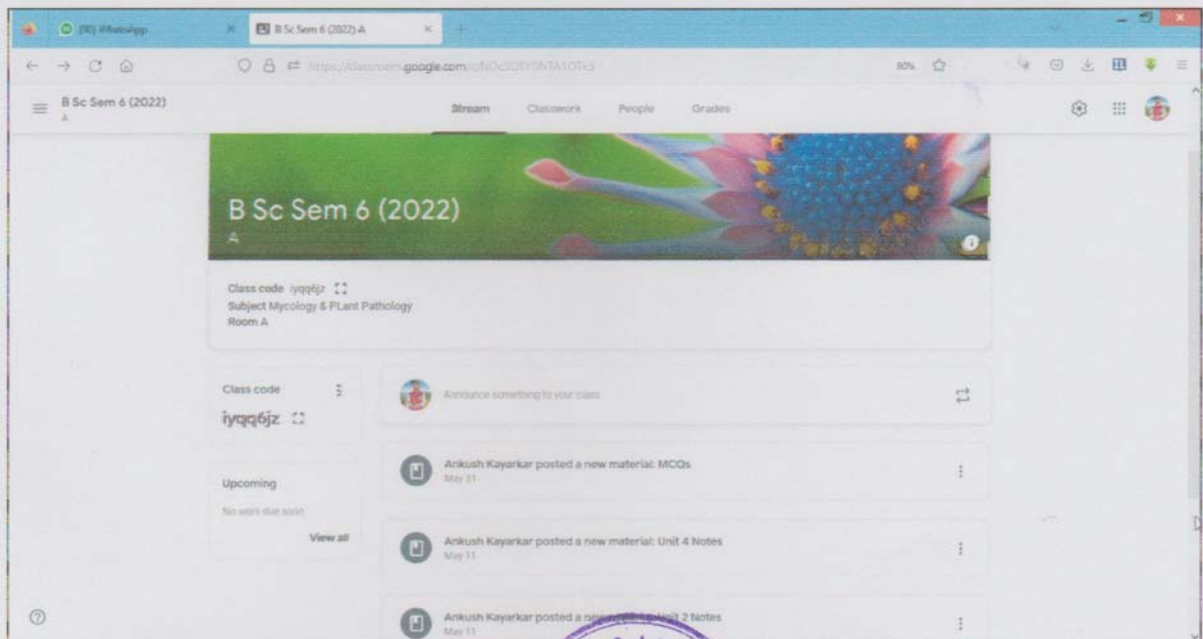 WhatsApp
B Sc Sem 6 (2022) A
google.com
90%
B Sc Sem 6 (2022)
A
Stream Classwork People Grades
B Sc Sem 6 (2022)
A
Class code iyqq6jz
Subject Mycology & PLant Pathology
Room A
Class code
iyqq6jz
Announce something to your class
Ankush Kayarkar posted a new material: MCQs
May 31
Upcoming
No work due soon
View all
Ankush Kayarkar posted a new material: Unit 4 Notes
May 11
Ankush Kayarkar posted a new Unit 2 Notes
May 11